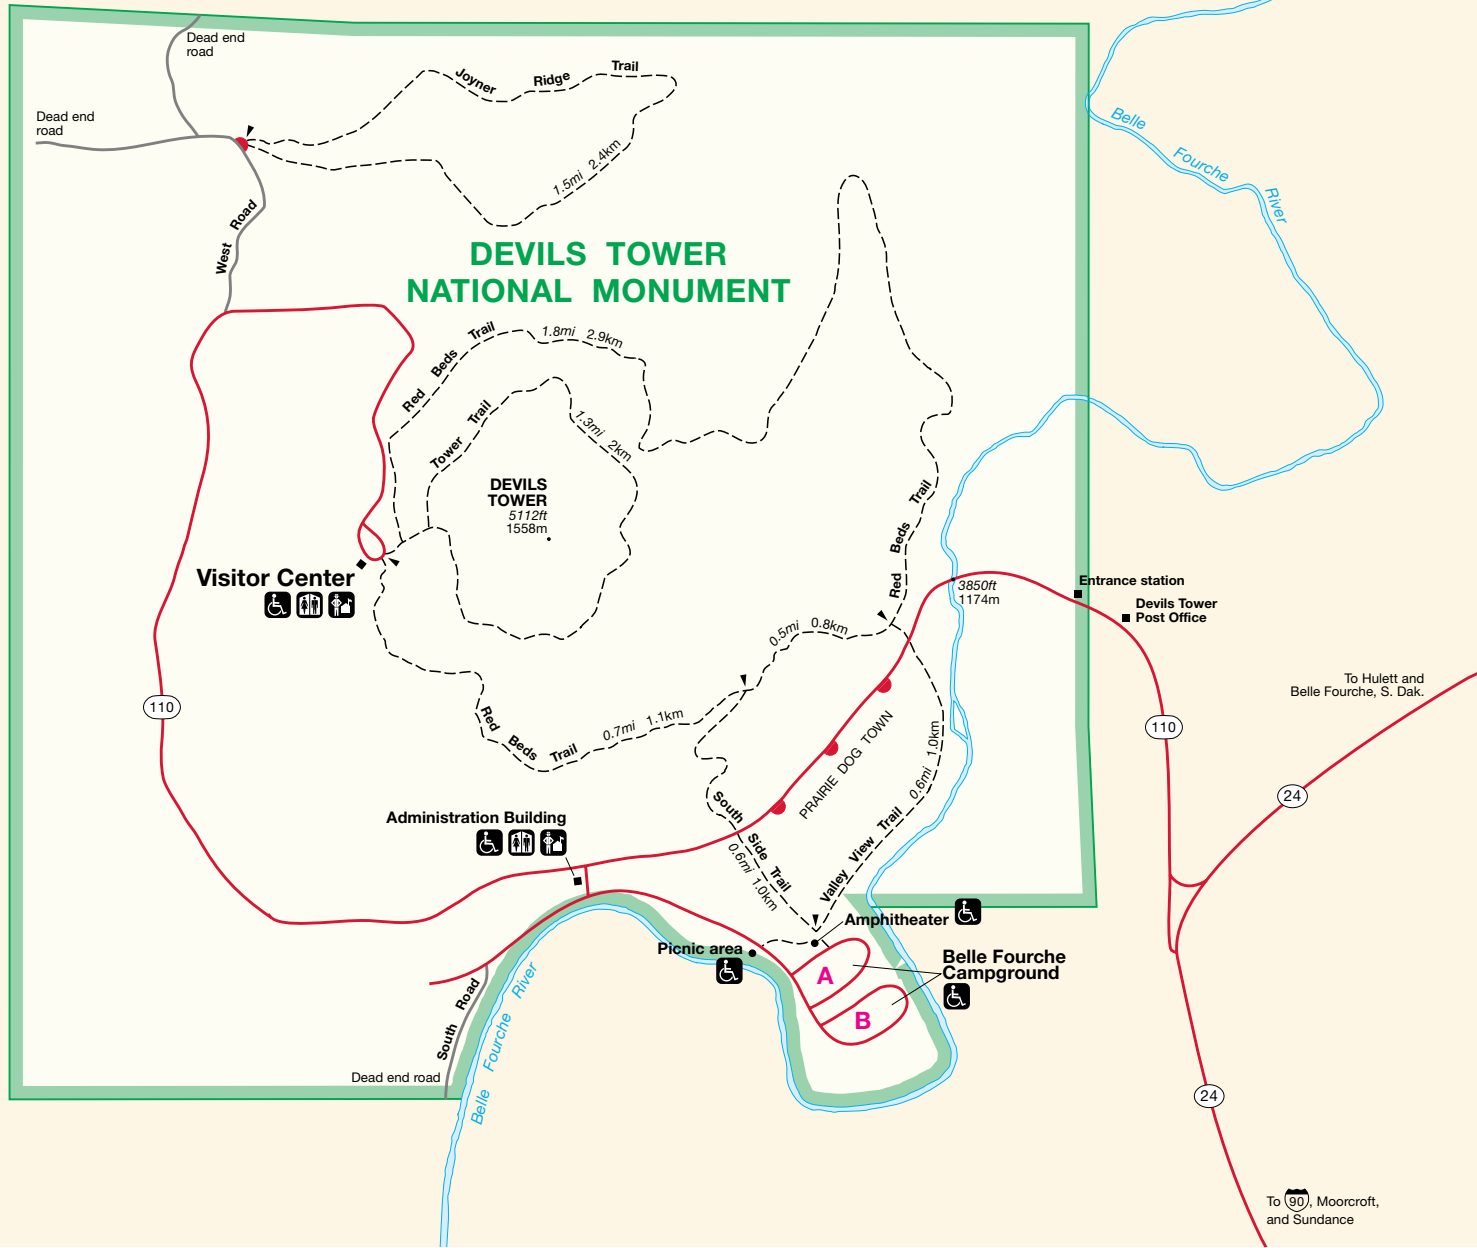 Dead end
road
Dead end
road
Joyner Ridge Trail
1.5mi 2.4km
West Road
Belle Fourche River
DEVILS TOWER
NATIONAL MONUMENT
Red Beds Trail
1.8mi 2.9km
Tower Trail
1.3mi 2km
DEVILS
TOWER
5112ft
1558m
Visitor Center
Red Beds Trail
3850ft
1174m
Entrance station
Devils Tower
Post Office
0.5mi 0.8km
To Hulett and
Belle Fourche, S. Dak.
110
110
24
Red Beds Trail
0.7mi 1.1km
PRAIRIE DOG TOWN
0.6mi 1.0km
Valley View Trail
South Side Trail
0.6mi 1.0km
Administration Building
Amphitheater
Picnic area
Belle Fourche
Campground
A
B
South Road
Belle Fourche River
Dead end road
24
To 90, Moorcroft,
and Sundance